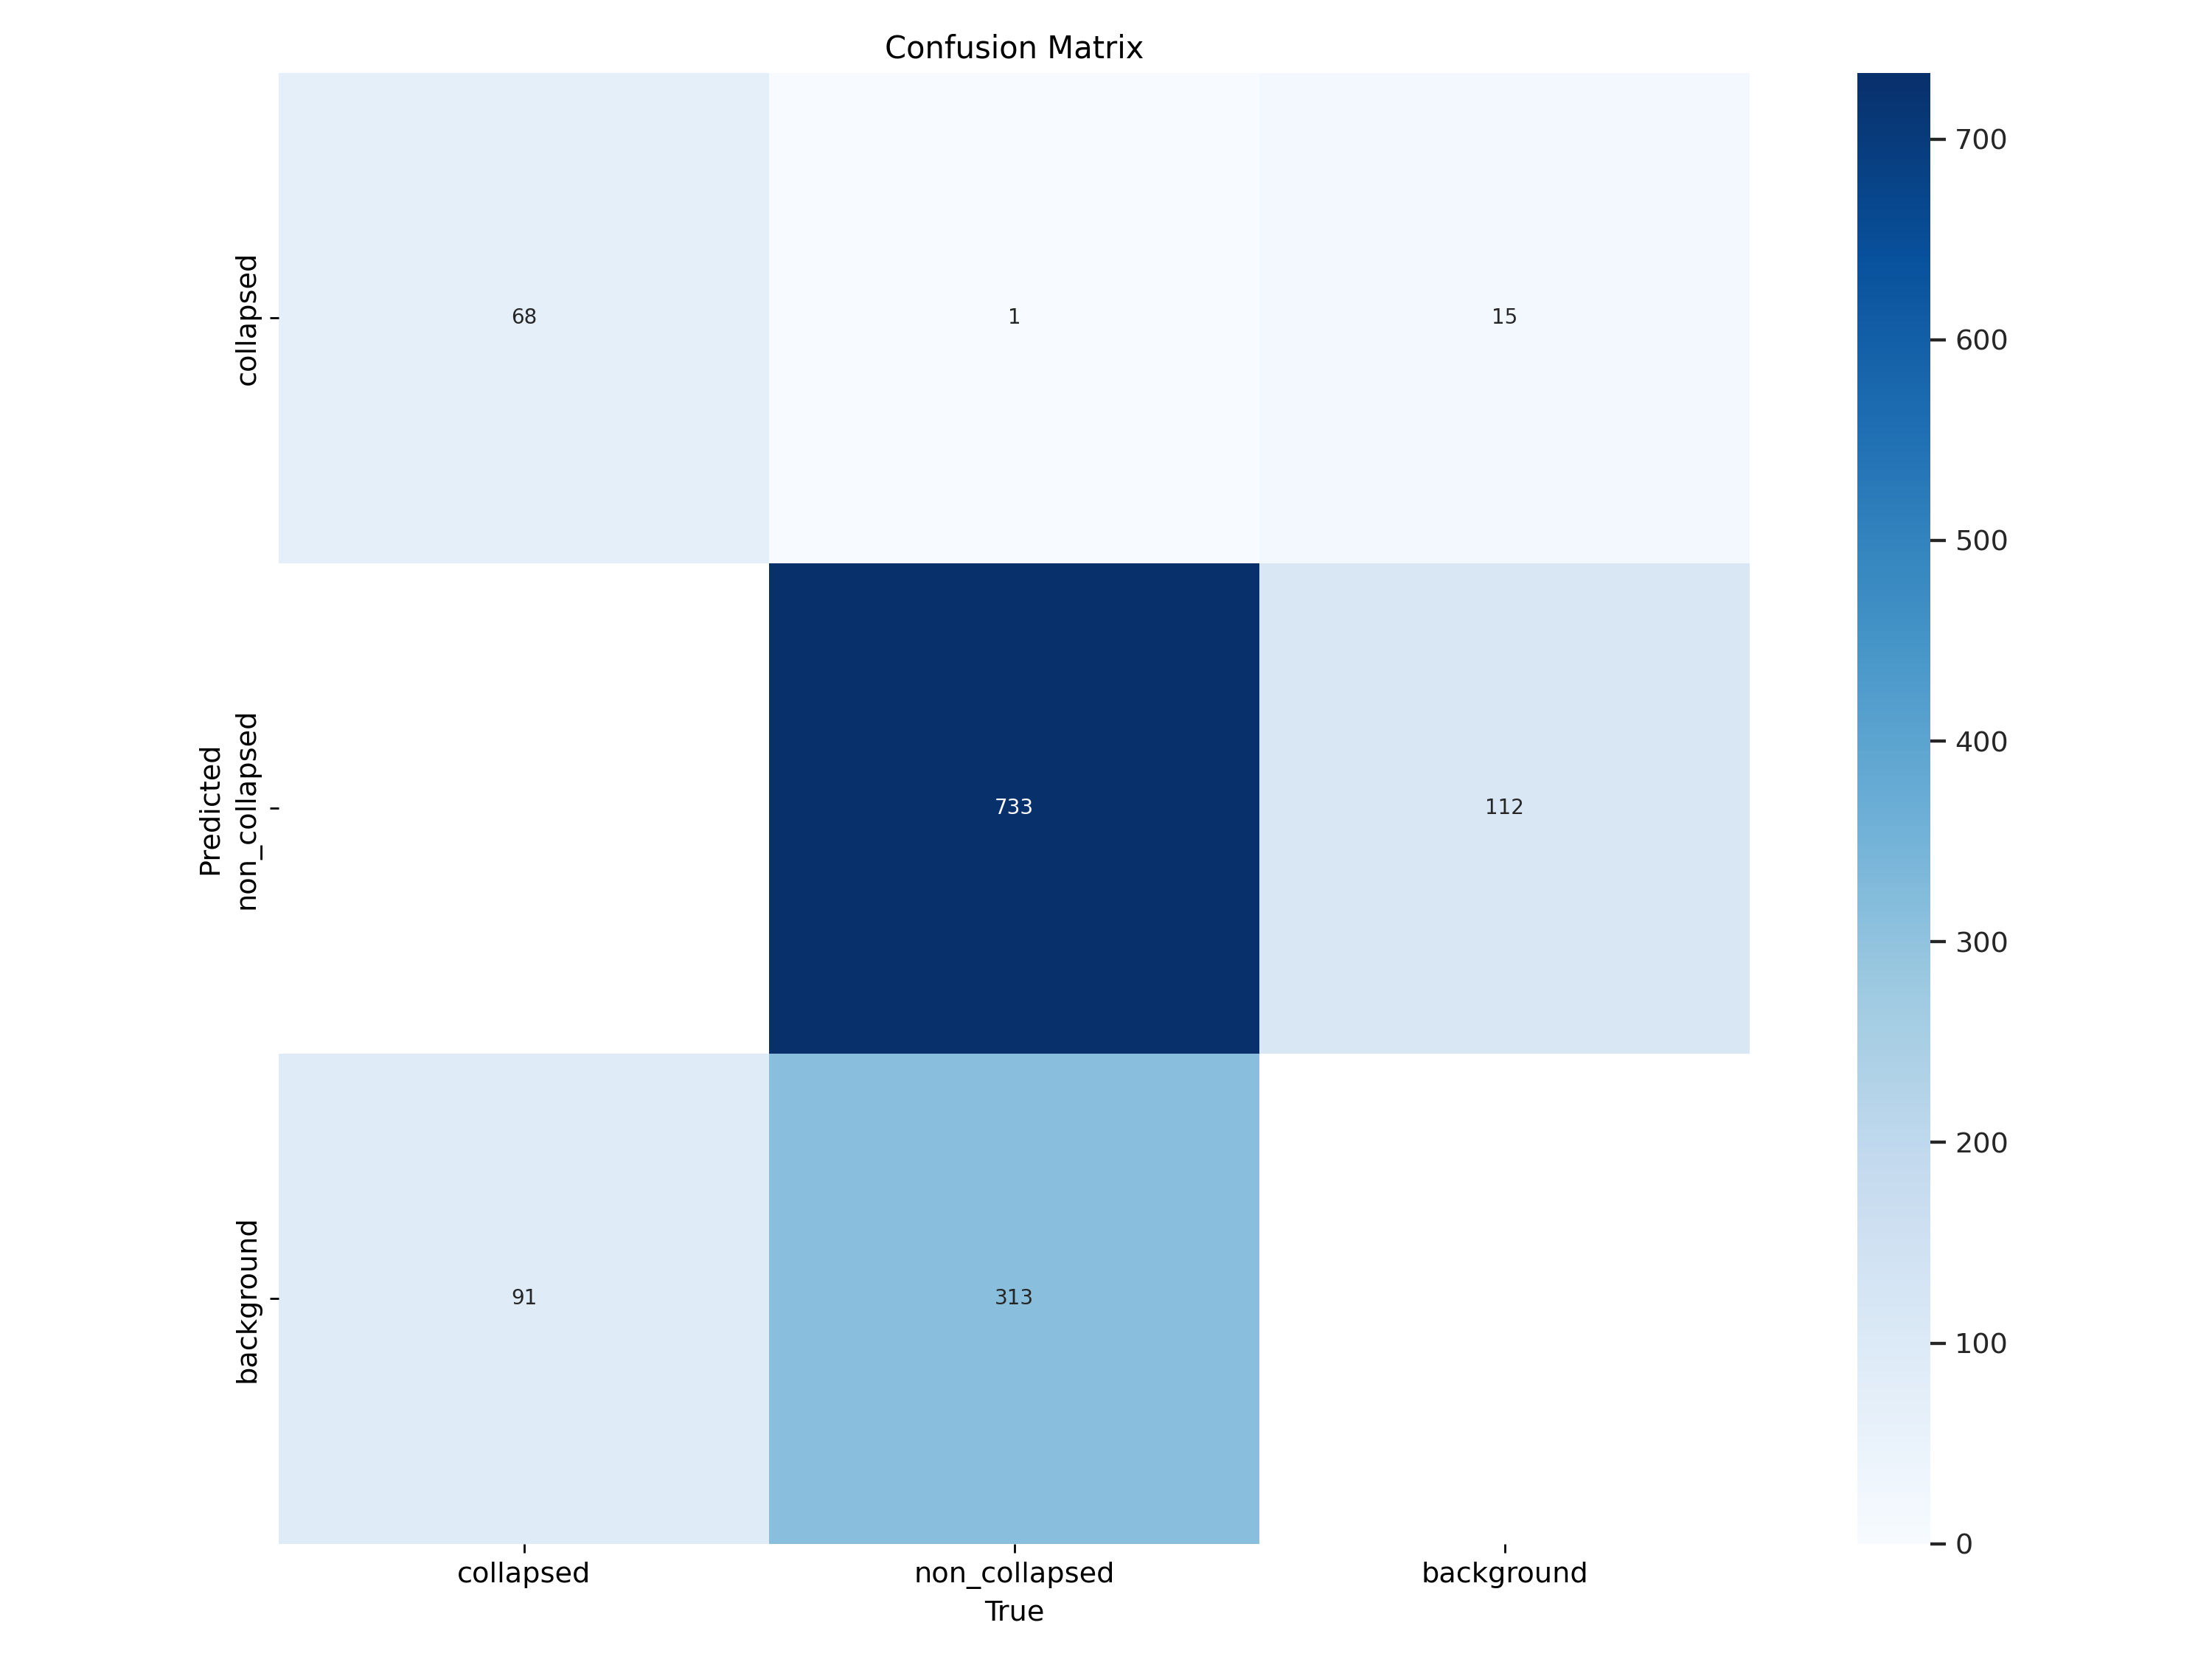 Confusion Matrix
collapsed
68
1
15
Predicted
non_collapsed
733
112
background
91
313
collapsed
non_collapsed
background
True
700
600
500
400
300
200
100
0